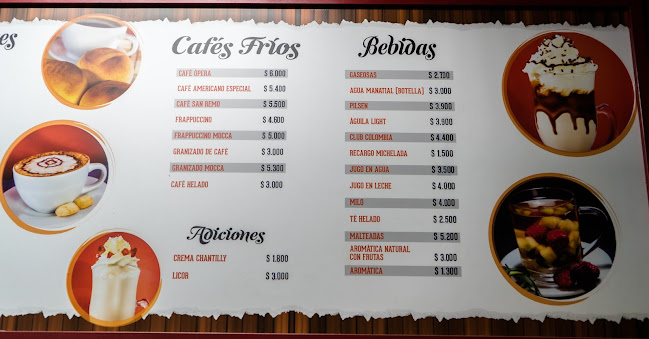 es
Cafés Fríos
CAFÉ OPERA $ 6.000
CAFÉ AMERICANO ESPECIAL $ 5.400
CAFÉ SAN REMO $ 5.500
FRAPPUCCINO $ 4.600
FRAPPUCCINO MOCCA $ 5.000
GRANIZADO DE CAFÉ $ 3.000
GRANIZADO MOCCA $ 5.300
CAFÉ HELADO $ 3.000
Adiciones
CREMA CHANTILLY $ 1.800
LICOR $ 3.000
Bebidas
GASEOSAS $ 2.730
AGUA MANATIAL (BOTELLA) $ 3.000
PILSEN $ 3.900
ÁGUILA LIGHT $ 3.900
CLUB COLOMBIA $ 4.400
RECARGO MICHELADA $ 1.500
JUGO EN AGUA $ 3.500
JUGO EN LECHE $ 4.000
MILO $ 4.000
TÉ HELADO $ 2.500
MALTEADAS $ 5.200
AROMÁTICA NATURAL
CON FRUTAS $ 3.000
AROMÁTICA $ 1.300